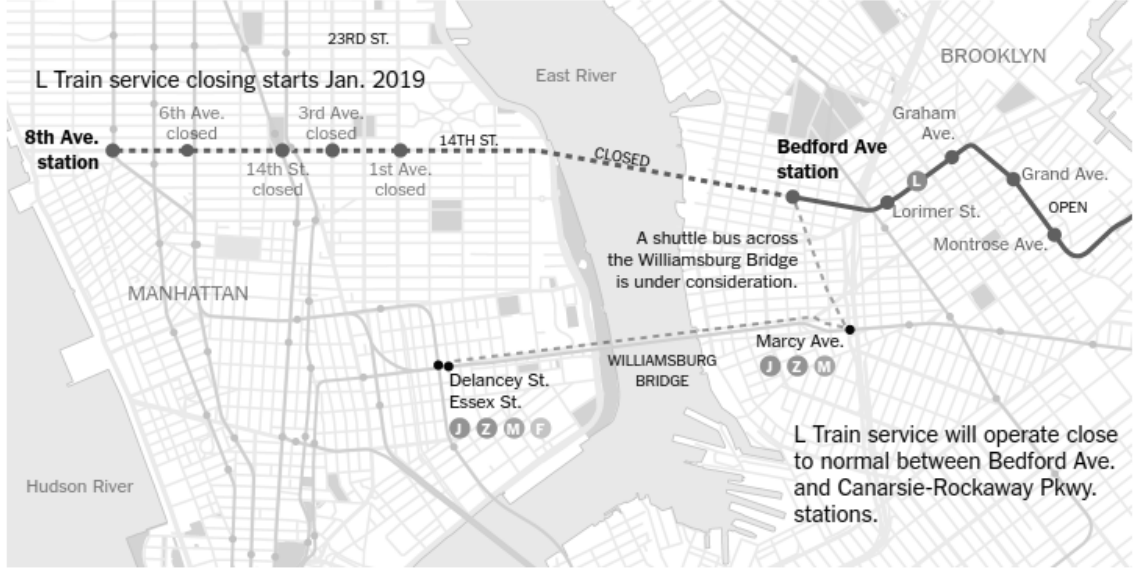 23RD ST.
BROOKLYN
L Train service closing starts Jan. 2019
East River
6th Ave.
closed
3rd Ave.
closed
8th Ave.
station
14th St.
closed
1st Ave.
closed
14TH ST.
CLOSED
Bedford Ave
station
Graham
Ave.
L
Lorimer St.
Grand Ave.
OPEN
Montrose Ave.
A shuttle bus across
the Williamsburg Bridge
is under consideration.
MANHATTAN
Marcy Ave.
J Z M
WILLIAMSBURG
BRIDGE
Delancey St.
Essex St.
J Z M F
Hudson River
L Train service will operate close
to normal between Bedford Ave.
and Canarsie-Rockaway Pkwy.
stations.